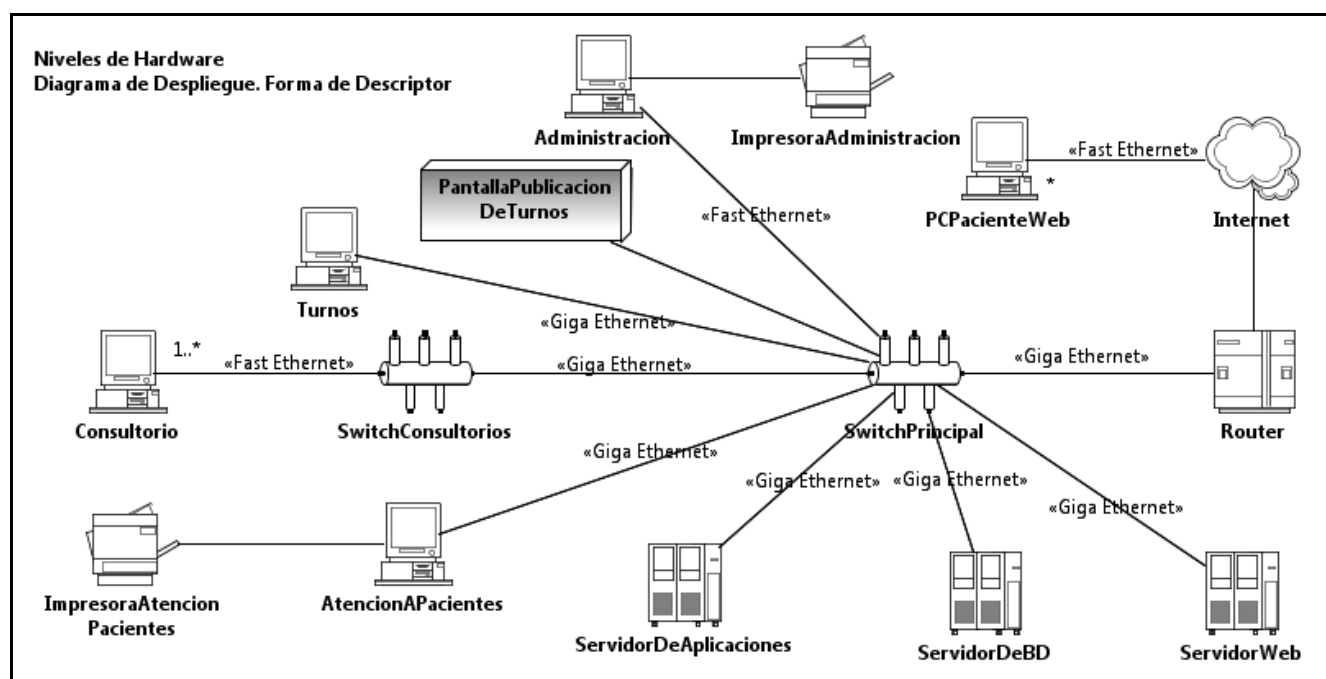 Niveles de Hardware
Diagrama de Despliegue. Forma de Descriptor
Administracion
ImpresoraAdministracion
«Fast Ethernet»
*
PCPacienteWeb
Internet
PantallaPublicacion
DeTurnos
«Fast Ethernet»
Turnos
«Giga Ethernet»
1..*
«Fast Ethernet»
«Giga Ethernet»
«Giga Ethernet»
Consultorio
SwitchConsultorios
SwitchPrincipal
Router
«Giga Ethernet»
«Giga Ethernet»
«Giga Ethernet»
«Giga Ethernet»
ImpresoraAtencion
Pacientes
AtencionAPacientes
ServidorDeAplicaciones
ServidorDeBD
ServidorWeb